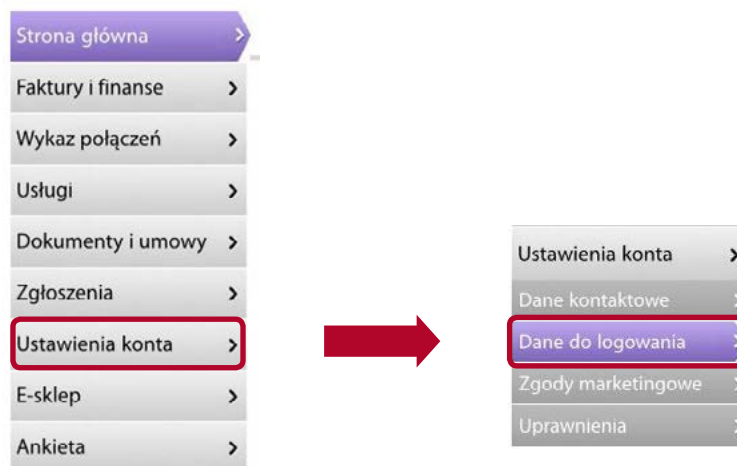 Strona główna
Faktury i finanse
Wykaz połączeń
Usługi
Dokumenty i umowy
Zgłoszenia
Ustawienia konta
E-sklep
Ankieta
Ustawienia konta
Dane kontaktowe
Dane do logowania
Zgody marketingowe
Uprawnienia